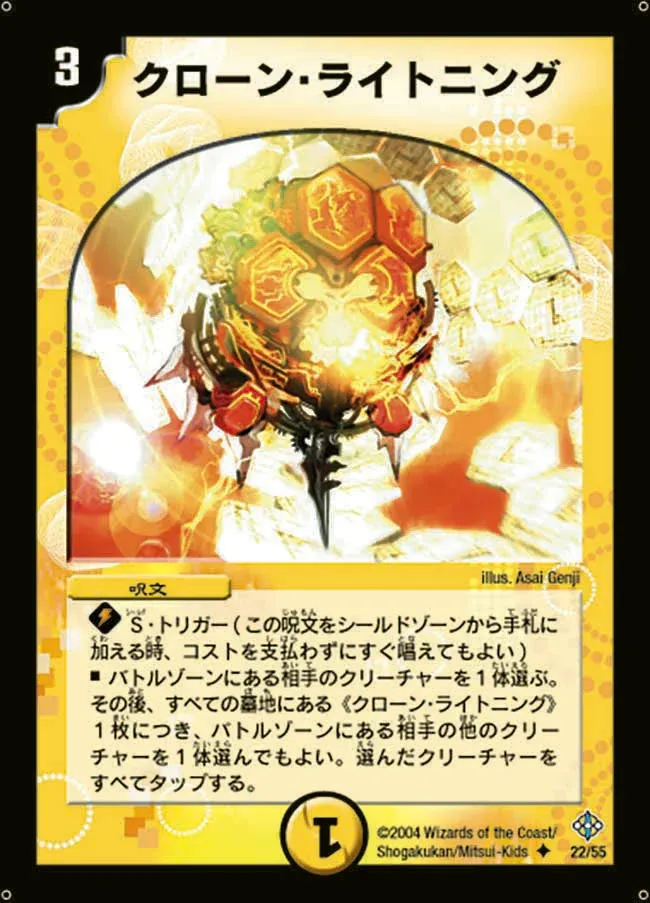 3
クローン・ライトニング
illus. Asai Genji
呪文
S・トリガー(この呪文をシールドゾーンから手札に
加える時、コストを支払わずにすぐ唱えてもよい)
■ バトルゾーンにある相手のクリーチャーを1体選ぶ。
その後、すべての墓地にある《クローン・ライトニング》
1枚につき、バトルゾーンにある相手の他のクリー
チャーを1体選んでもよい。選んだクリーチャーを
すべてタップする。
1
©2004 Wizards of the Coast/
Shogakukan/Mitsui-Kids
22/55